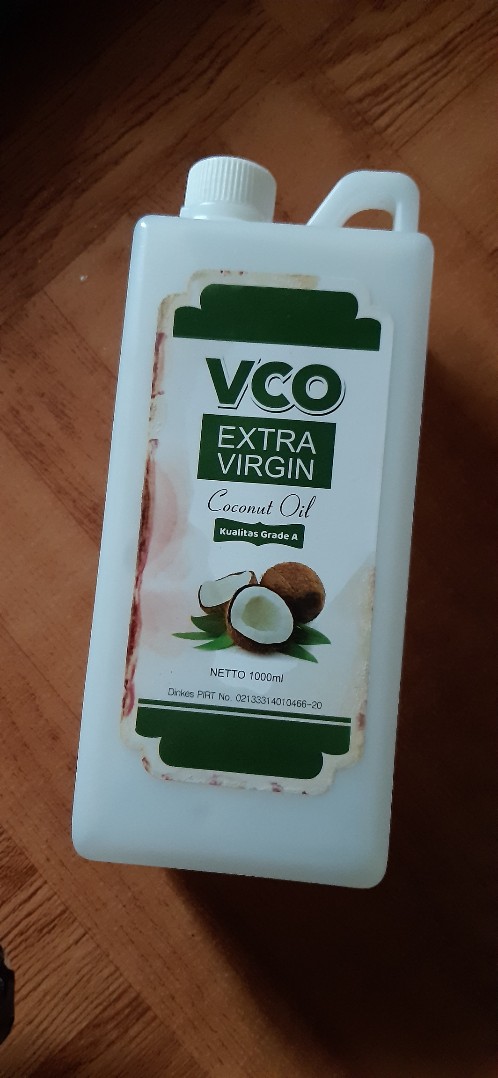 VCO
EXTRA
VIRGIN
Coconut Oil
Kualitas Grade A
NETTO 1000ml
Dinkes PIRT No. 02133314010466-20